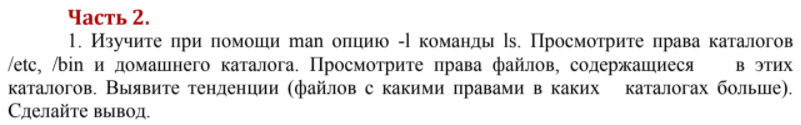 Часть 2.
1. Изучите при помощи man опцию -l команды ls. Просмотрите права каталогов
/etc, /bin и домашнего каталога. Просмотрите права файлов, содержащиеся в этих
каталогов. Выявите тенденции (файлов с какими правами в каких каталогах больше).
Сделайте вывод.